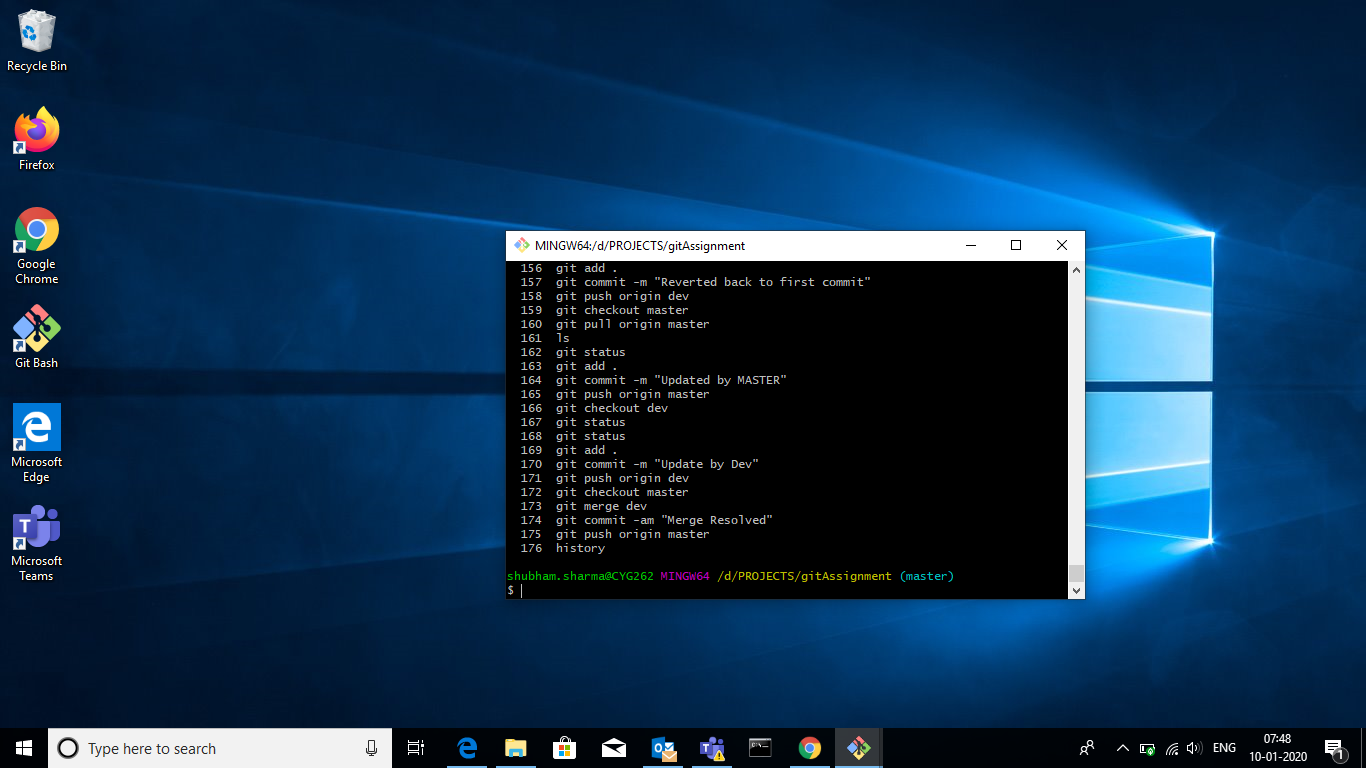 Recycle Bin
Firefox
Google
Chrome
Git Bash
Microsoft
Edge
Microsoft
Teams
MINGW64:/d/PROJECTS/gitAssignment
156 git add .
157 git commit -m "Reverted back to first commit"
158 git push origin dev
159 git checkout master
160 git pull origin master
161 ls
162 git status
163 git add .
164 git commit -m "Updated by MASTER"
165 git push origin master
166 git checkout dev
167 git status
168 git status
169 git add .
170 git commit -m "Update by Dev"
171 git push origin dev
172 git checkout master
173 git merge dev
174 git commit -am "Merge Resolved"
175 git push origin master
176 history
shubham.sharma@CYG262 MINGW64 /d/PROJECTS/gitAssignment (master)
$
Type here to search
ENG
07:48
10-01-2020
1